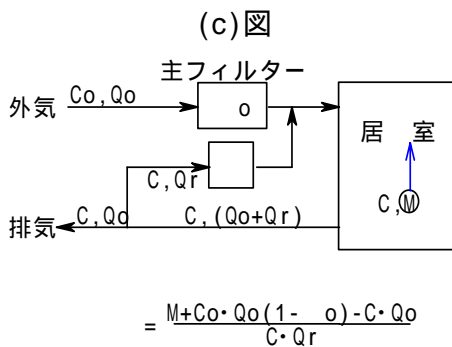 (c)図
主フィルター
外気 Co,Qo o
居 室
C,Qr
C,M
排気 C,Qo C,(Qo+Qr)
= M+Co・Qo(1- o)-C・Qo
C・Qr